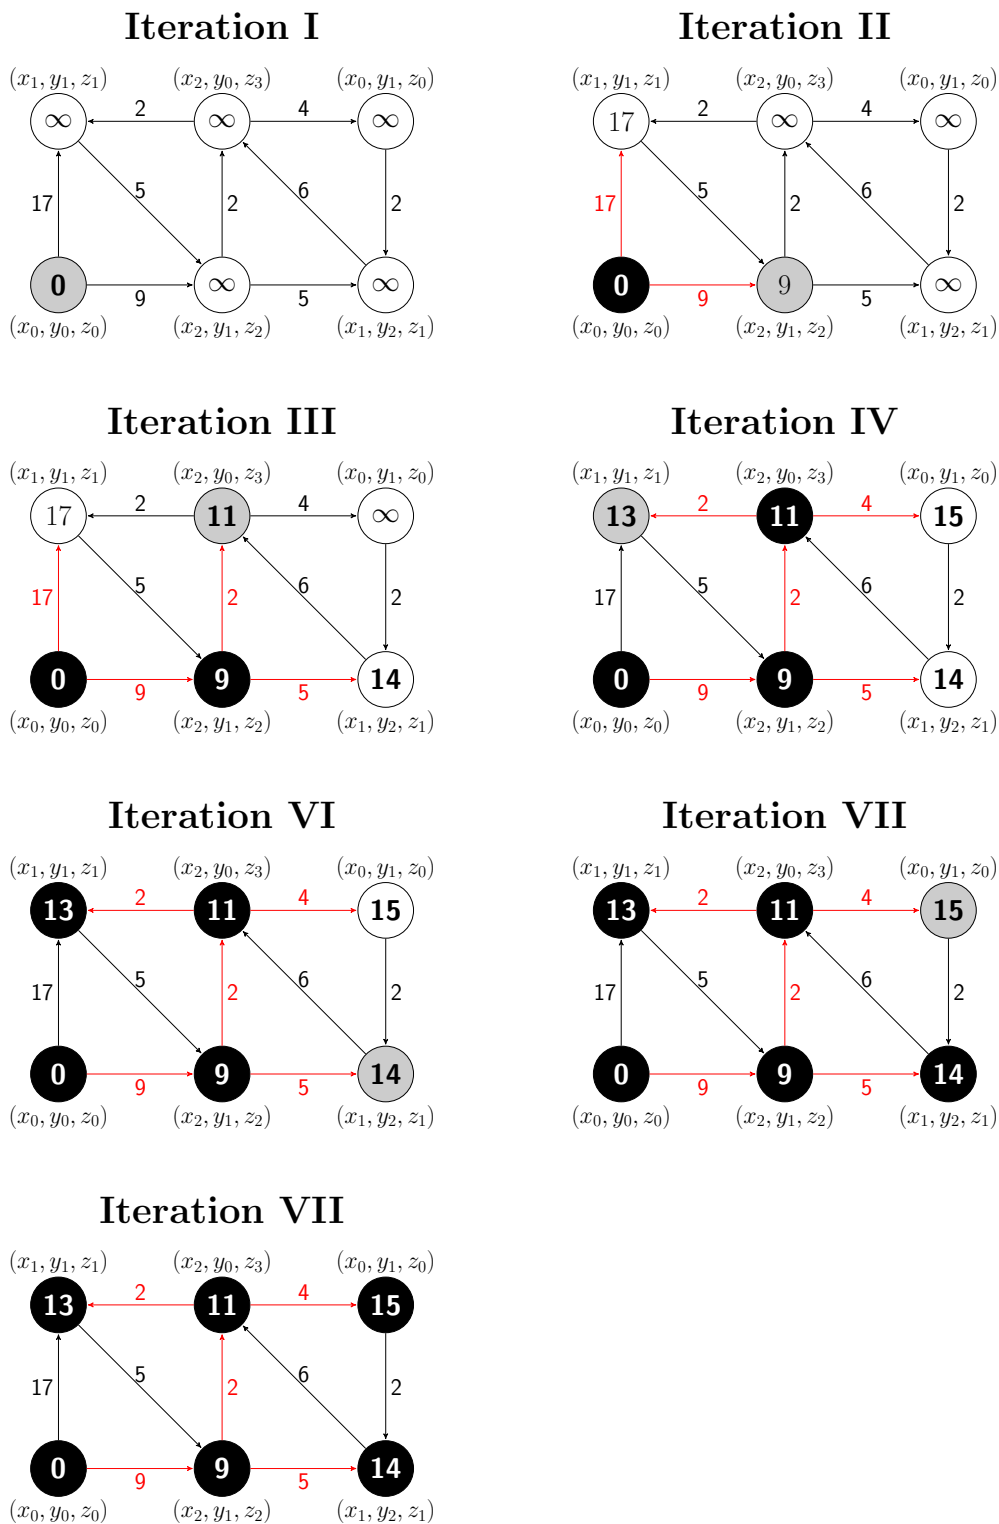 Iteration I
(x₁, y₁, z₁) (x₂, y₀, z₃) (x₀, y₁, z₀)
∞ 2 ∞ 4 ∞
17 5 2 6 2
0 9 ∞ 5 ∞
(x₀, y₀, z₀) (x₂, y₁, z₂) (x₁, y₂, z₁)
Iteration II
(x₁, y₁, z₁) (x₂, y₀, z₃) (x₀, y₁, z₀)
17 2 ∞ 4 ∞
17 5 2 6 2
0 9 9 5 ∞
(x₀, y₀, z₀) (x₂, y₁, z₂) (x₁, y₂, z₁)
Iteration III
(x₁, y₁, z₁) (x₂, y₀, z₃) (x₀, y₁, z₀)
17 2 11 4 ∞
17 5 2 6 2
0 9 9 5 14
(x₀, y₀, z₀) (x₂, y₁, z₂) (x₁, y₂, z₁)
Iteration IV
(x₁, y₁, z₁) (x₂, y₀, z₃) (x₀, y₁, z₀)
13 2 11 4 15
17 5 2 6 2
0 9 9 5 14
(x₀, y₀, z₀) (x₂, y₁, z₂) (x₁, y₂, z₁)
Iteration VI
(x₁, y₁, z₁) (x₂, y₀, z₃) (x₀, y₁, z₀)
13 2 11 4 15
17 5 2 6 2
0 9 9 5 14
(x₀, y₀, z₀) (x₂, y₁, z₂) (x₁, y₂, z₁)
Iteration VII
(x₁, y₁, z₁) (x₂, y₀, z₃) (x₀, y₁, z₀)
13 2 11 4 15
17 5 2 6 2
0 9 9 5 14
(x₀, y₀, z₀) (x₂, y₁, z₂) (x₁, y₂, z₁)
Iteration VII
(x₁, y₁, z₁) (x₂, y₀, z₃) (x₀, y₁, z₀)
13 2 11 4 15
17 5 2 6 2
0 9 9 5 14
(x₀, y₀, z₀) (x₂, y₁, z₂) (x₁, y₂, z₁)